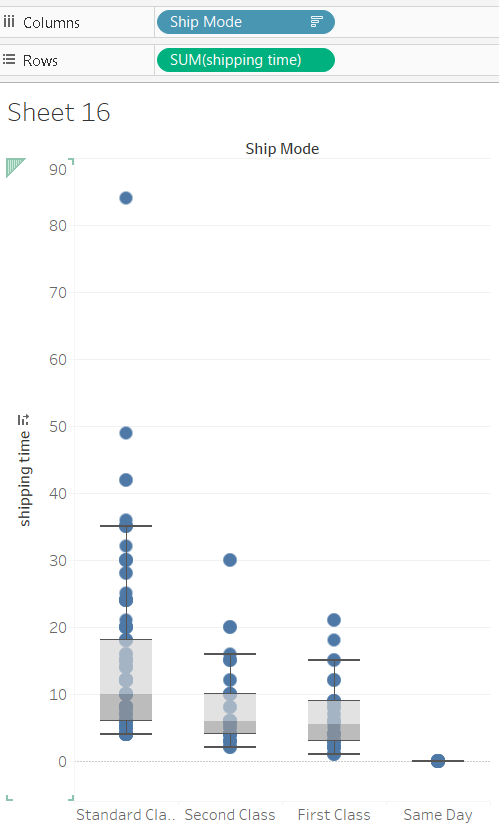 Columns Ship Mode
Rows SUM(shipping time)
Sheet 16
Ship Mode
90
80
70
60
50
40
30
20
10
0
shipping time
Standard Cla.. Second Class First Class Same Day